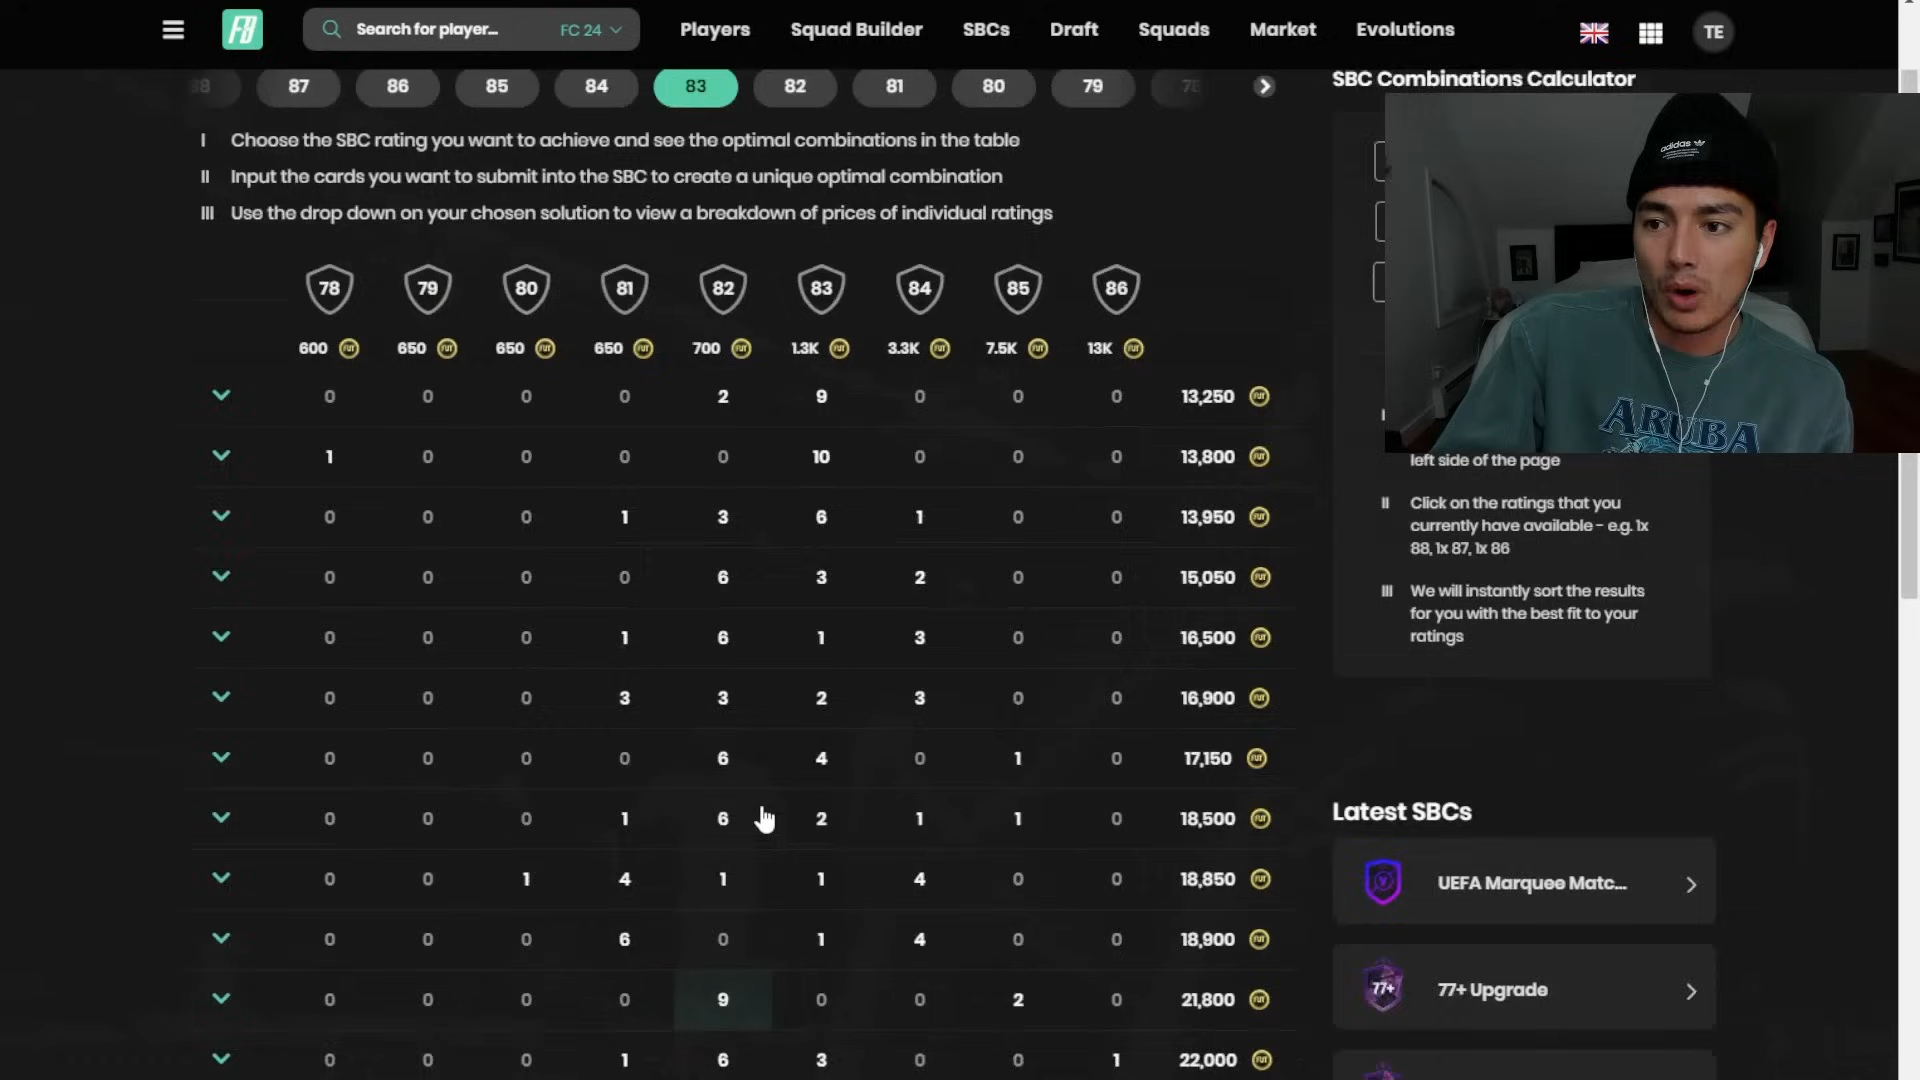 FB Search for player... FC 24 Players Squad Builder SBCs Draft Squads Market Evolutions TE
88 87 86 85 84 83 82 81 80 79 78
I Choose the SBC rating you want to achieve and see the optimal combinations in the table
II Input the cards you want to submit into the SBC to create a unique optimal combination
III Use the drop down on your chosen solution to view a breakdown of prices of individual ratings
78 79 80 81 82 83 84 85 86
600 650 650 650 700 1.3K 3.3K 7.5K 13K
0 0 0 0 2 9 0 0 0 13,250
1 0 0 0 0 10 0 0 0 13,800
0 0 0 1 3 6 1 0 0 13,950
0 0 0 0 6 3 2 0 0 15,050
0 0 0 1 6 1 3 0 0 16,500
0 0 0 3 3 2 3 0 0 16,900
0 0 0 0 6 4 0 1 0 17,150
0 0 0 1 6 2 1 1 0 18,500
0 0 1 4 1 1 4 0 0 18,850
0 0 0 6 0 1 4 0 0 18,900
0 0 0 0 9 0 0 2 0 21,800
0 0 0 1 6 3 0 0 1 22,000
SBC Combinations Calculator
adidas
ARUBA
left side of the page
II Click on the ratings that you
currently have available - e.g. 1x
88, 1x 87, 1x 86
III We will instantly sort the results
for you with the best fit to your
ratings
Latest SBCs
UEFA Marquee Matc...
77+ 77+ Upgrade